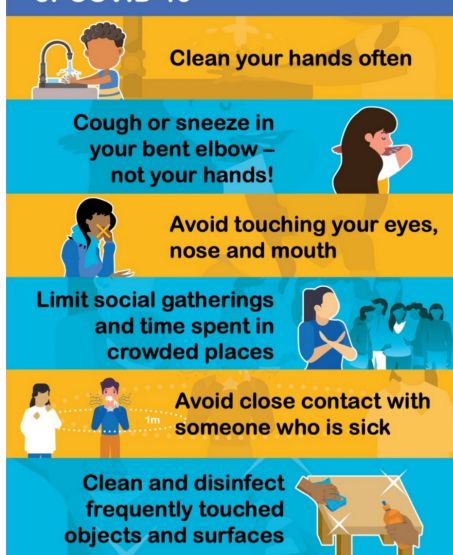 Clean your hands often
Cough or sneeze in
your bent elbow –
not your hands!
Avoid touching your eyes,
nose and mouth
Limit social gatherings
and time spent in
crowded places
1m
Avoid close contact with
someone who is sick
Clean and disinfect
frequently touched
objects and surfaces